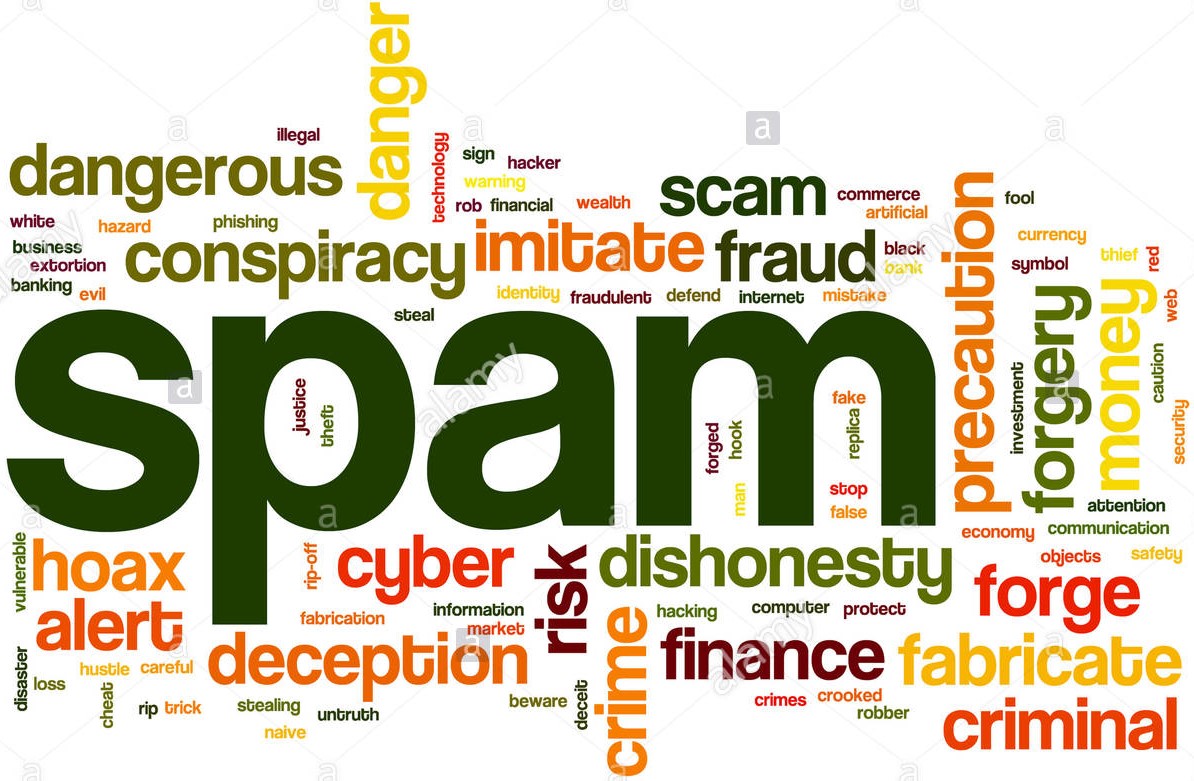 danger
illegal
dangerous
technology
sign
hacker
warning
rob
financial
wealth
scam
commerce
artificial
precaution
fool
white
hazard
phishing
business
extortion
banking
evil
conspiracy
imitate
fraud
black
bank
currency
symbol
thief
red
identity
fraudulent
defend
internet
mistake
steal
spam
justice
theft
forged
hook
man
fake
replica
stop
false
investment
forgery
money
web
caution
security
attention
economy
communication
objects
safety
vulnerable
hoax
alert
rip-off
cyber
risk
dishonesty
forge
fabrication
information
market
hacking
computer
protect
disaster
loss
hustle
careful
cheat
rip
trick
deception
stealing
untruth
naive
beware
deceit
crime
finance
fabricate
crimes
crooked
robber
criminal
a
alamy